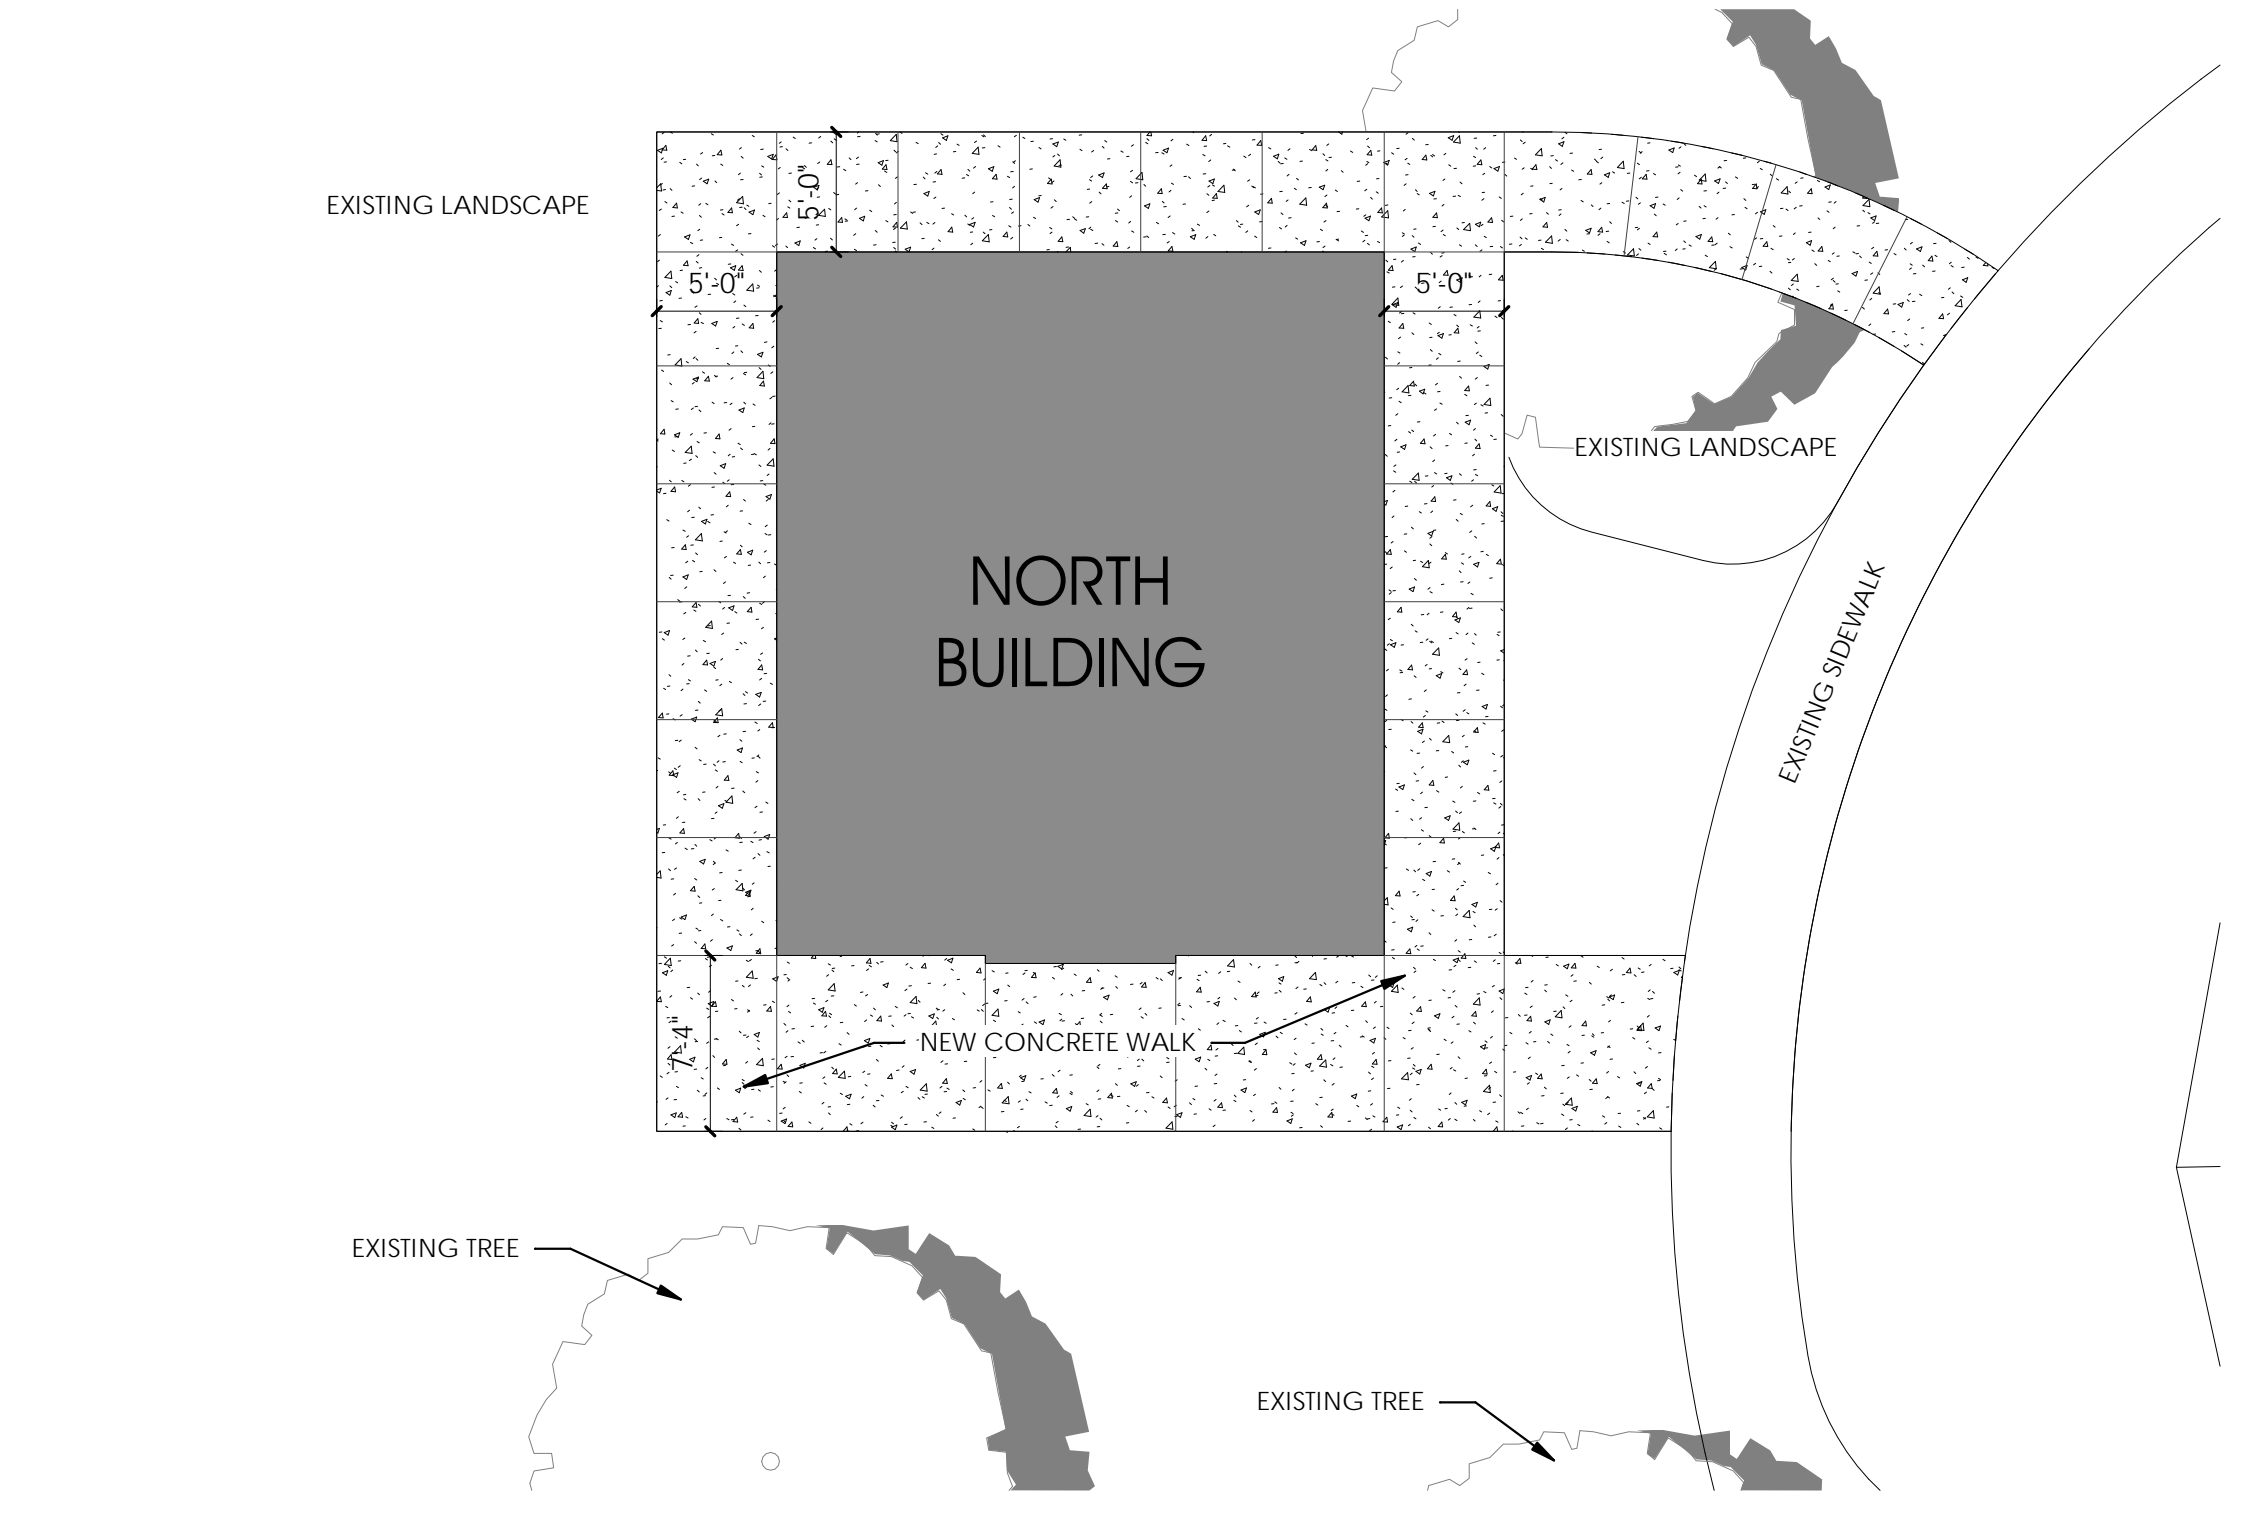 EXISTING LANDSCAPE
5'-0"
5'-0"
5'-0"
EXISTING LANDSCAPE
NORTH
BUILDING
EXISTING SIDEWALK
7'-4"
NEW CONCRETE WALK
EXISTING TREE
EXISTING TREE